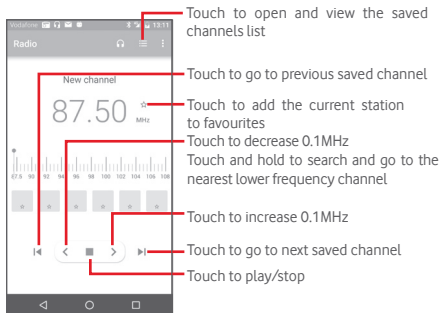 Vodafone 13:11
Radio
New channel
87.50
MHz
87.5 90 92 94 96 98 100 102 104 106 108
Touch to open and view the saved
channels list
Touch to go to previous saved channel
Touch to add the current station
to favourites
Touch to decrease 0.1MHz
Touch and hold to search and go to the
nearest lower frequency channel
Touch to increase 0.1MHz
Touch to go to next saved channel
Touch to play/stop